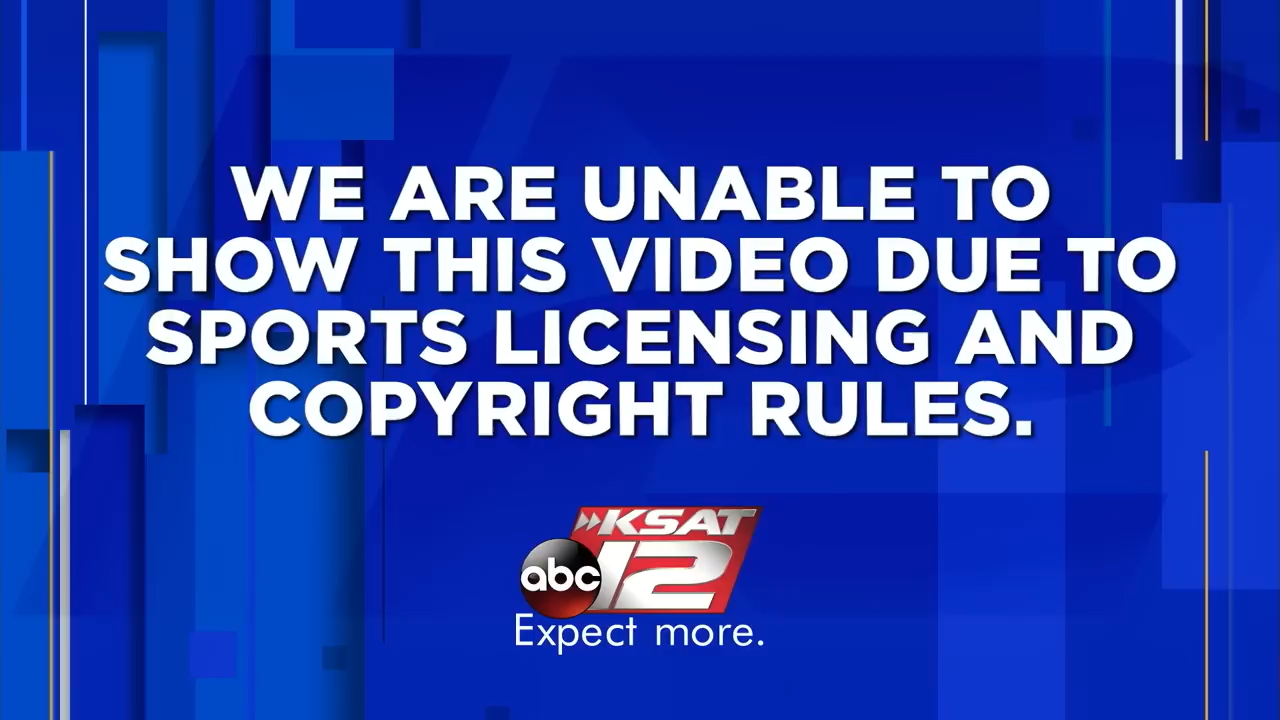 WE ARE UNABLE TO
SHOW THIS VIDEO DUE TO
SPORTS LICENSING AND
COPYRIGHT RULES.
KSAT
abc 12
Expect more.